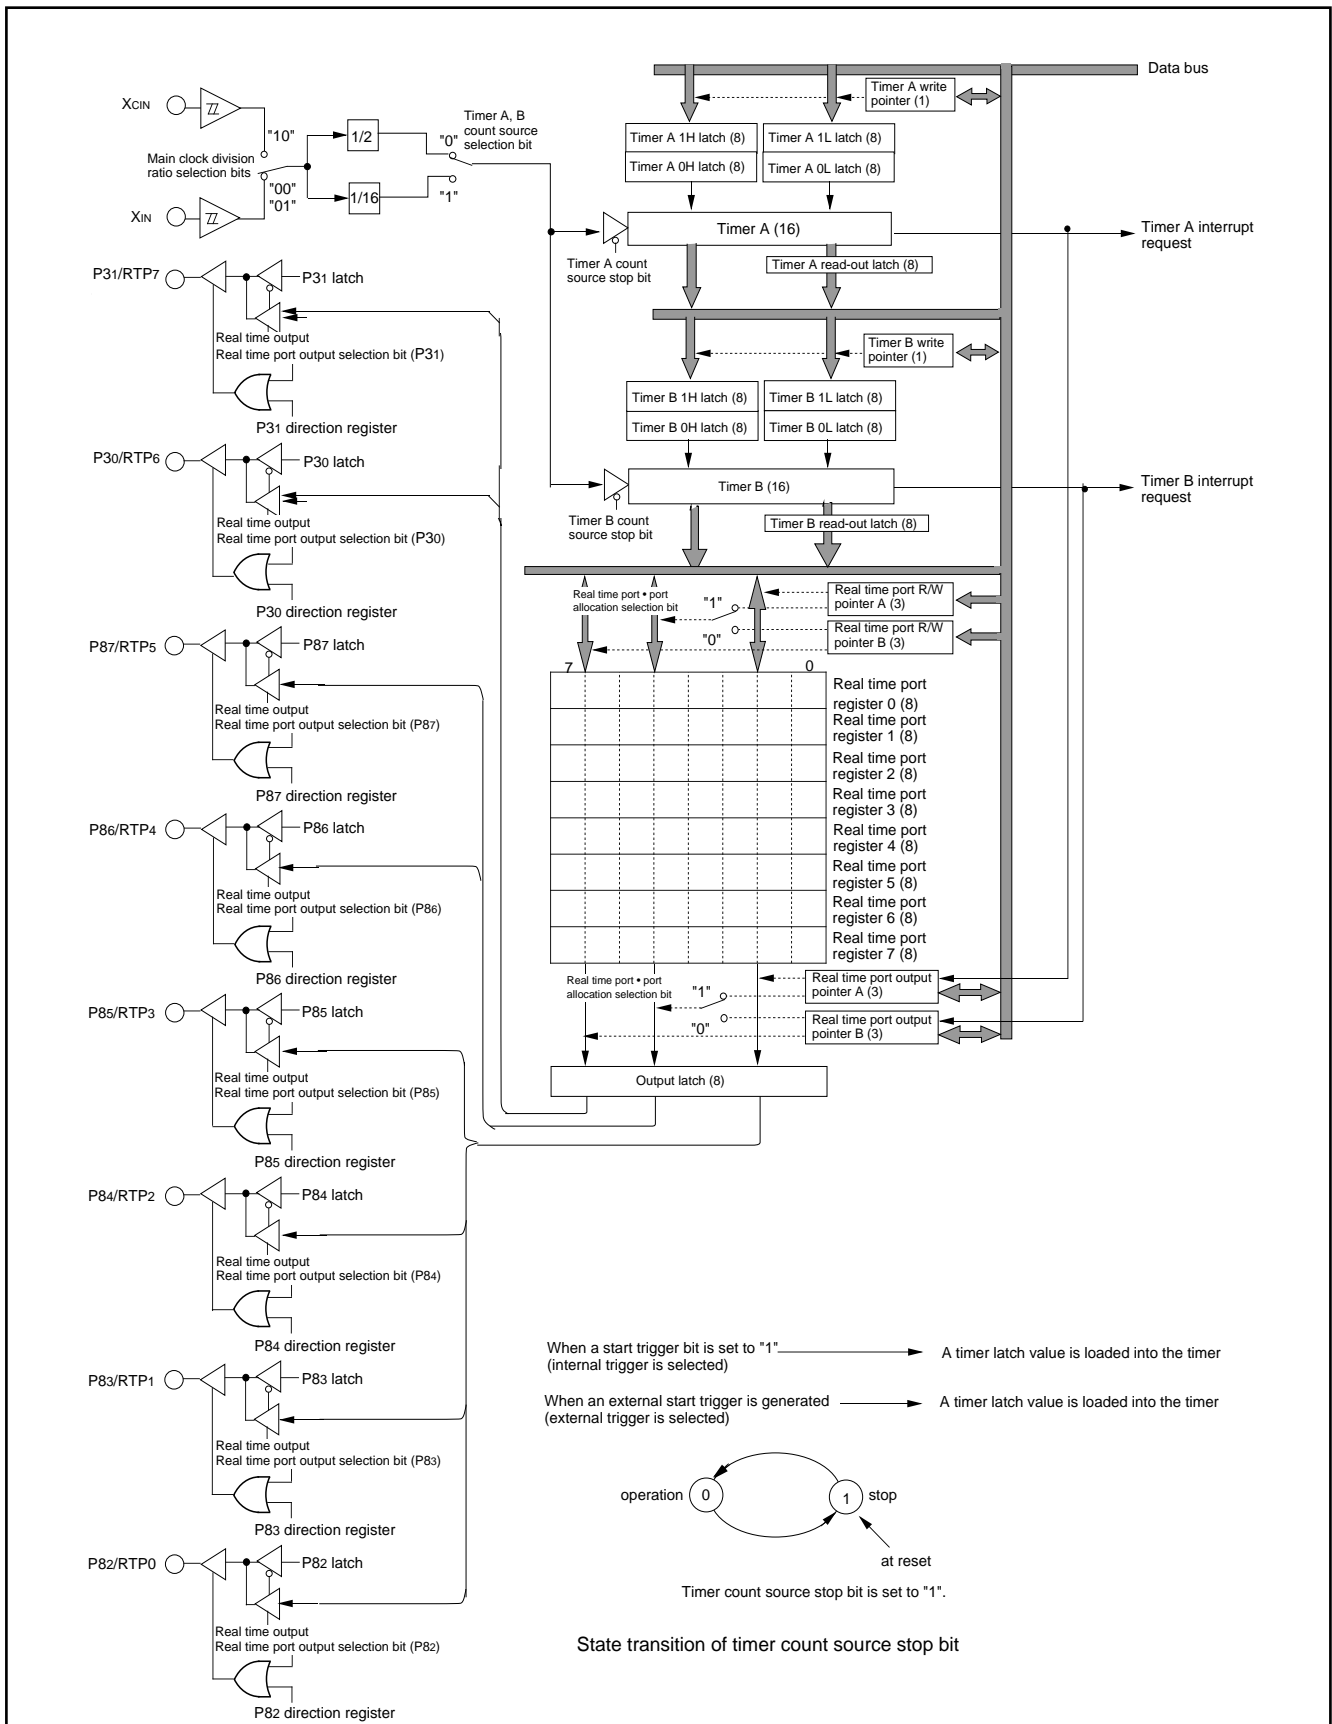 Data bus
XCIN
"10"
Main clock division
ratio selection bits
"00"
"01"
XIN
1/2
1/16
Timer A, B
count source
selection bit
"0"
"1"
Timer A write
pointer (1)
Timer A 1H latch (8)
Timer A 1L latch (8)
Timer A 0H latch (8)
Timer A 0L latch (8)
Timer A (16)
Timer A interrupt
request
Timer A count
source stop bit
Timer A read-out latch (8)
Timer B write
pointer (1)
Timer B 1H latch (8)
Timer B 1L latch (8)
Timer B 0H latch (8)
Timer B 0L latch (8)
Timer B (16)
Timer B interrupt
request
Timer B count
source stop bit
Timer B read-out latch (8)
Real time port • port
allocation selection bit
"1"
"0"
Real time port R/W
pointer A (3)
Real time port R/W
pointer B (3)
7
0
Real time port
register 0 (8)
Real time port
register 1 (8)
Real time port
register 2 (8)
Real time port
register 3 (8)
Real time port
register 4 (8)
Real time port
register 5 (8)
Real time port
register 6 (8)
Real time port
register 7 (8)
Real time port • port
allocation selection bit
"1"
"0"
Real time port output
pointer A (3)
Real time port output
pointer B (3)
Output latch (8)
P31/RTP7
P31 latch
Real time output
Real time port output selection bit (P31)
P31 direction register
P30/RTP6
P30 latch
Real time output
Real time port output selection bit (P30)
P30 direction register
P87/RTP5
P87 latch
Real time output
Real time port output selection bit (P87)
P87 direction register
P86/RTP4
P86 latch
Real time output
Real time port output selection bit (P86)
P86 direction register
P85/RTP3
P85 latch
Real time output
Real time port output selection bit (P85)
P85 direction register
P84/RTP2
P84 latch
Real time output
Real time port output selection bit (P84)
P84 direction register
P83/RTP1
P83 latch
Real time output
Real time port output selection bit (P83)
P83 direction register
P82/RTP0
P82 latch
Real time output
Real time port output selection bit (P82)
P82 direction register
When a start trigger bit is set to "1"
(internal trigger is selected)
A timer latch value is loaded into the timer
When an external start trigger is generated
(external trigger is selected)
A timer latch value is loaded into the timer
operation
0
1
stop
at reset
Timer count source stop bit is set to "1".
State transition of timer count source stop bit